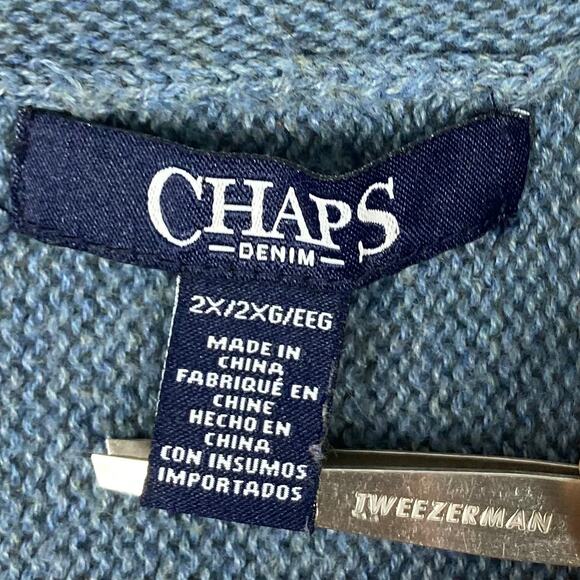 CHAPS
DENIM
2X/2XG/EEG
MADE IN
CHINA
FABRIQUÉ EN
CHINE
HECHO EN
CHINA
CON INSUMOS
IMPORTADOS
TWEEZERMAN